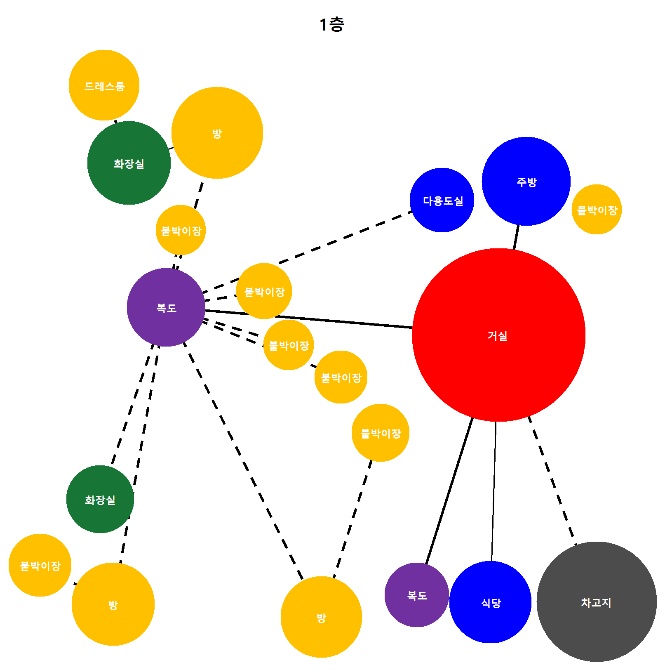 1층
드레스룸
방
화장실
주방
다용도실
붙박이장
붙박이장
붙박이장
복도
거실
붙박이장
붙박이장
붙박이장
화장실
붙박이장
복도
식당
차고지
방
방